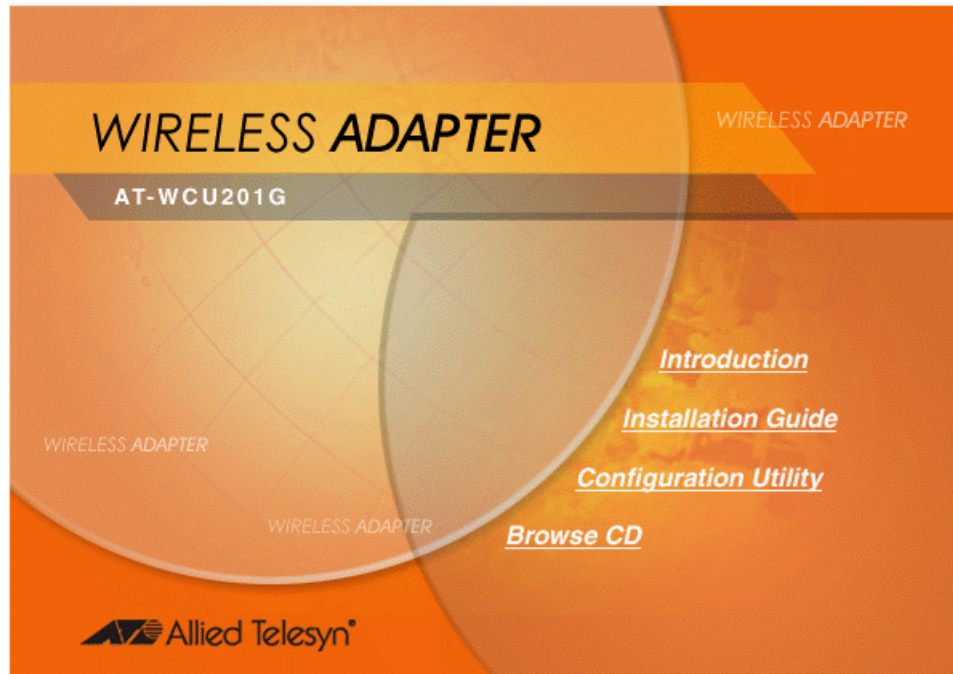 WIRELESS ADAPTER
WIRELESS ADAPTER
AT-WCU201G
Introduction
Installation Guide
WIRELESS ADAPTER
Configuration Utility
WIRELESS ADAPTER
Browse CD
Allied Telesyn®